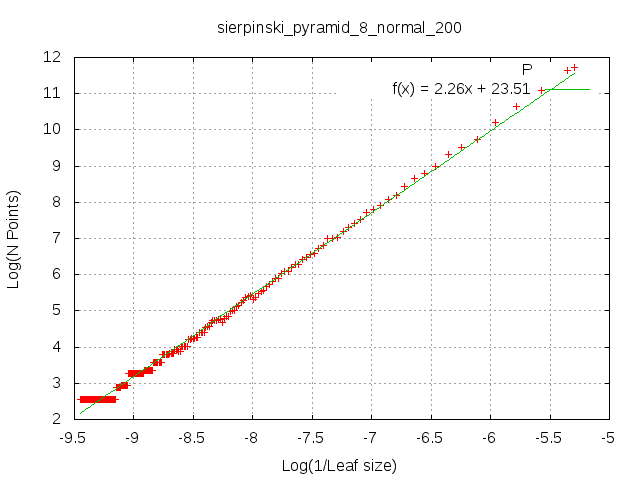 sierpinski_pyramid_8_normal_200
12
11
10
9
8
7
6
5
4
3
2
Log(N Points)
P
f(x) = 2.26x + 23.51
-9.5 -9 -8.5 -8 -7.5 -7 -6.5 -6 -5.5 -5
Log(1/Leaf size)